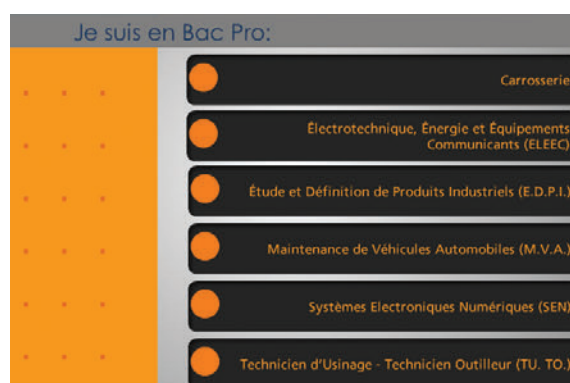 Je suis en Bac Pro:
Carrosserie
Électrotechnique, Énergie et Équipements
Communicants (ELEEC)
Étude et Définition de Produits Industriels (E.D.P.I.)
Maintenance de Véhicules Automobiles (M.V.A.)
Systèmes Electroniques Numériques (SEN)
Technicien d'Usinage - Technicien Outilleur (TU. TO.)